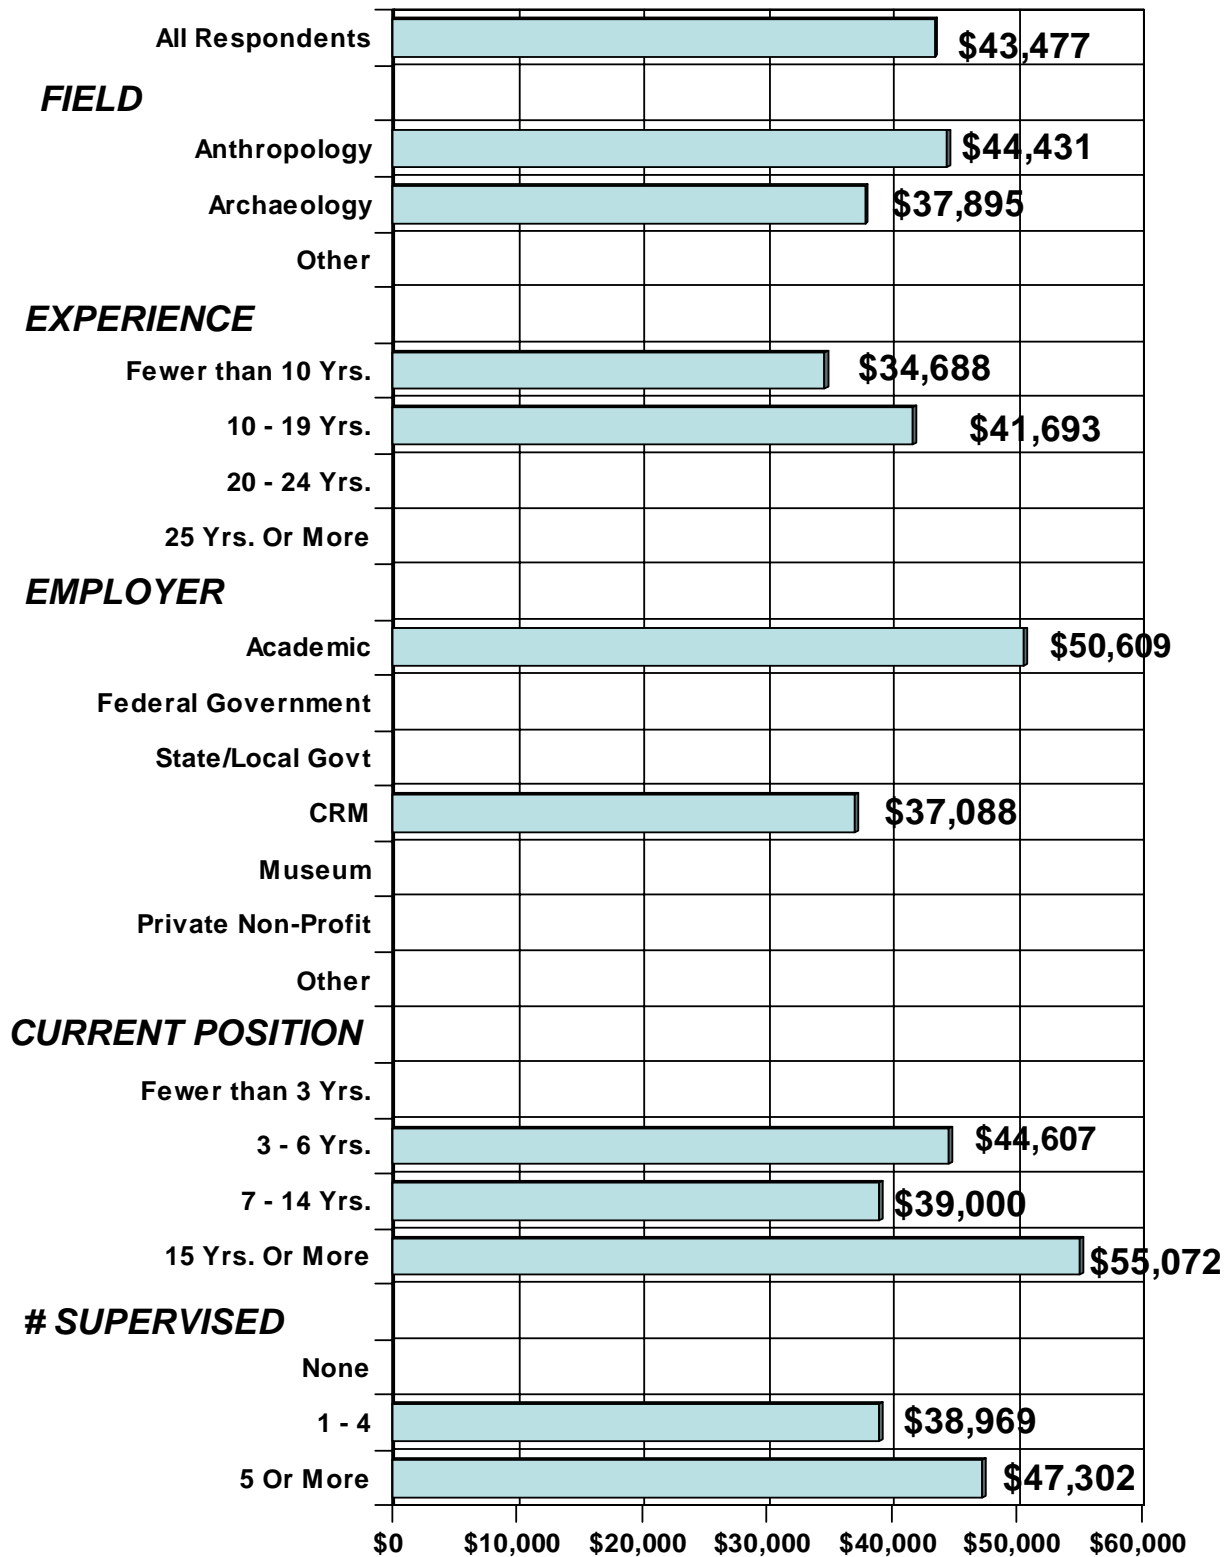 All Respondents $43,477
FIELD
Anthropology $44,431
Archaeology $37,895
Other
EXPERIENCE
Fewer than 10 Yrs. $34,688
10 - 19 Yrs. $41,693
20 - 24 Yrs.
25 Yrs. Or More
EMPLOYER
Academic $50,609
Federal Government
State/Local Govt
CRM $37,088
Museum
Private Non-Profit
Other
CURRENT POSITION
Fewer than 3 Yrs.
3 - 6 Yrs. $44,607
7 - 14 Yrs. $39,000
15 Yrs. Or More $55,072
# SUPERVISED
None
1 - 4 $38,969
5 Or More $47,302
$0 $10,000 $20,000 $30,000 $40,000 $50,000 $60,000